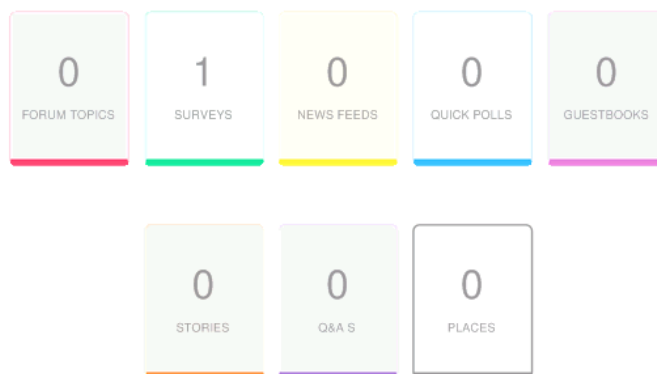 0 1 0 0 0
FORUM TOPICS SURVEYS NEWS FEEDS QUICK POLLS GUESTBOOKS
0 0 0
STORIES Q&A S PLACES